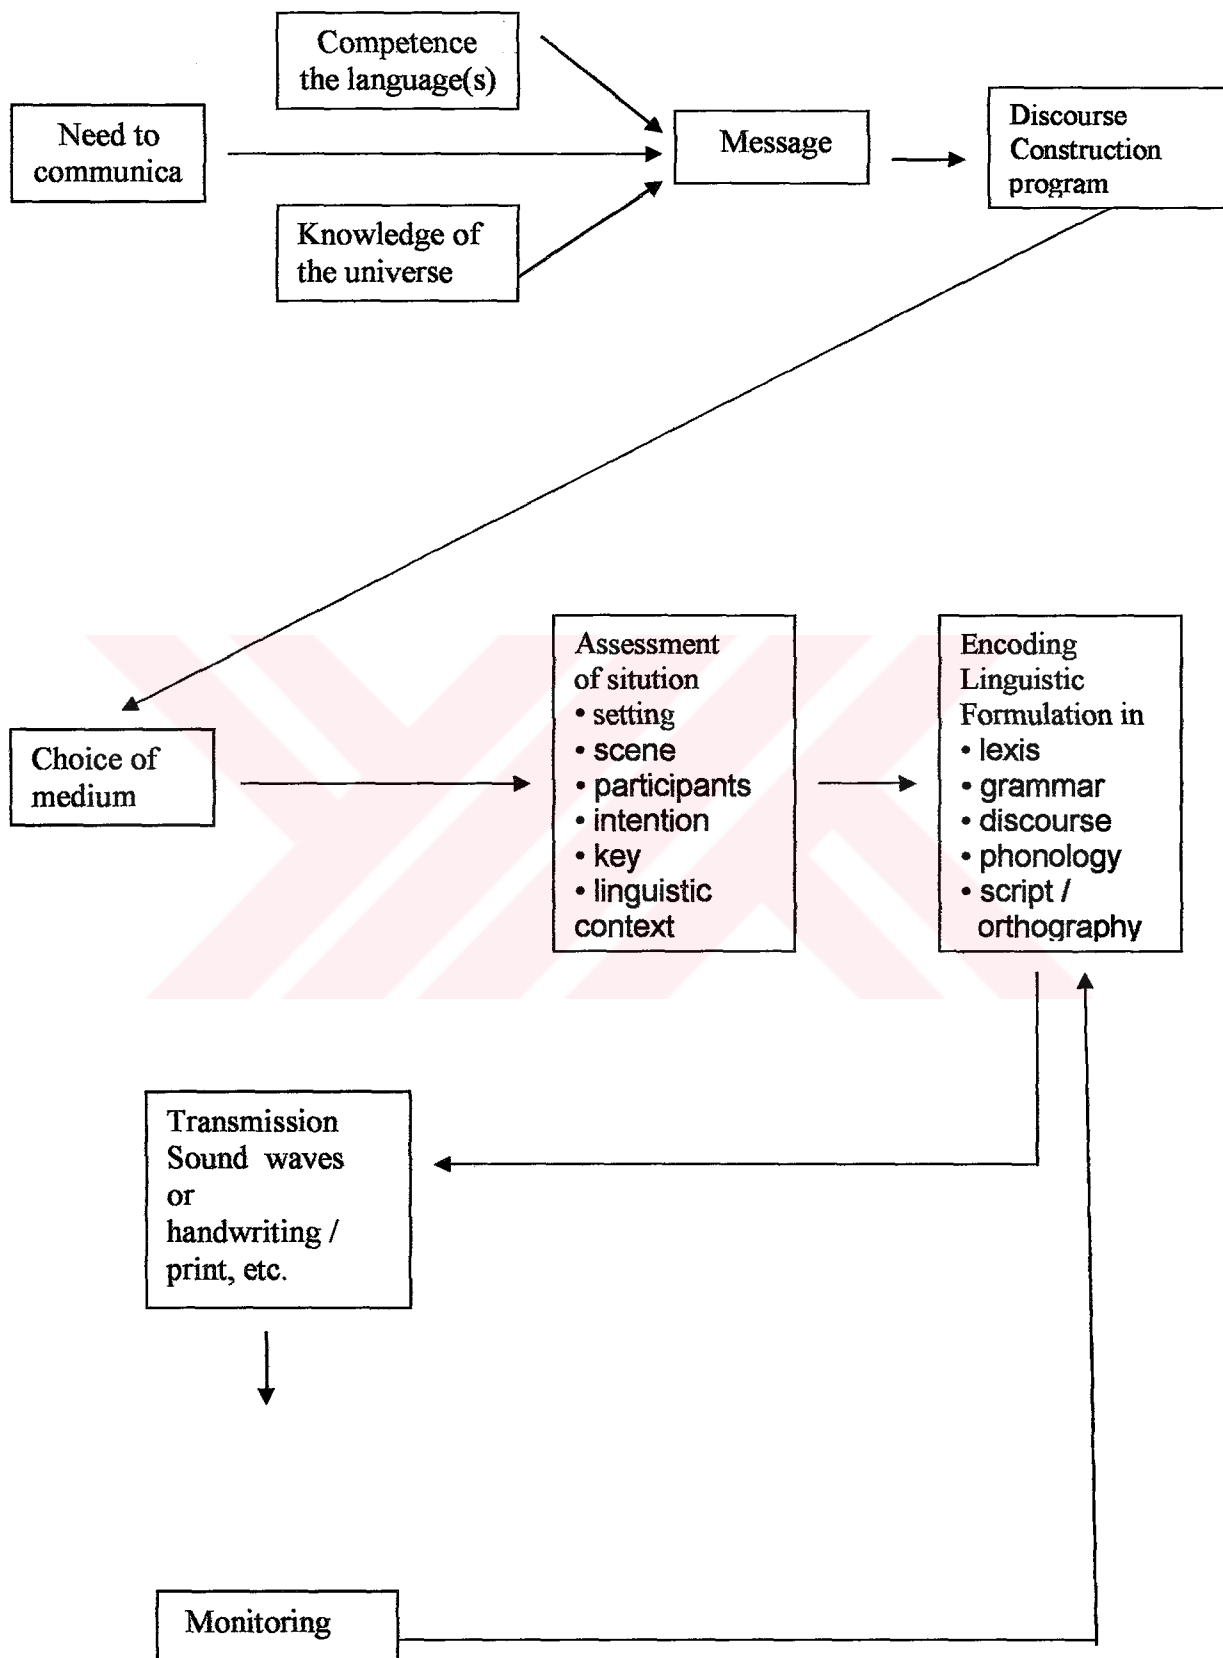 Competence
the language(s)
Need to
communica
Knowledge of
the universe
Message
Discourse
Construction
program
Choice of
medium
Assessment
of sitution
• setting
• scene
• participants
• intention
• key
• linguistic
context
Encoding
Linguistic
Formulation in
• lexis
• grammar
• discourse
• phonology
• script /
orthography
Transmission
Sound waves
or
handwriting /
print, etc.
Monitoring